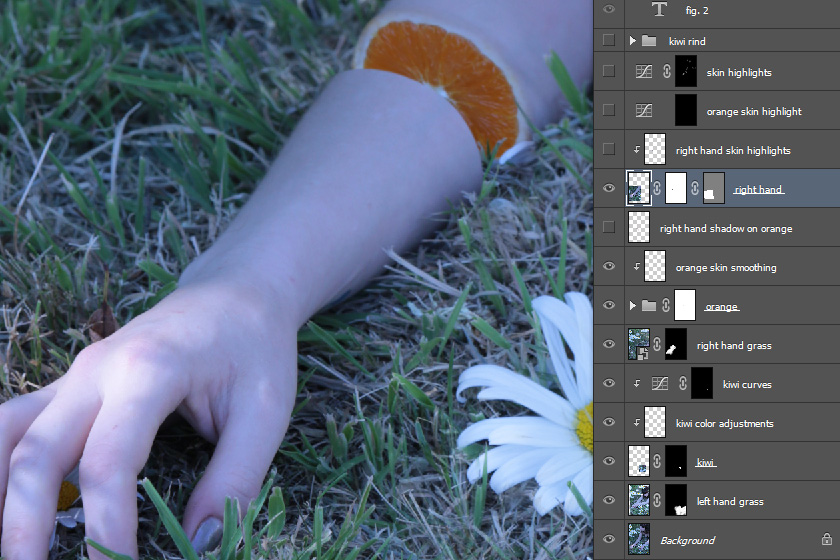 fig. 2
kiwi rind
skin highlights
orange skin highlight
right hand skin highlights
right hand
right hand shadow on orange
orange skin smoothing
orange
right hand grass
kiwi curves
kiwi color adjustments
kiwi
left hand grass
Background